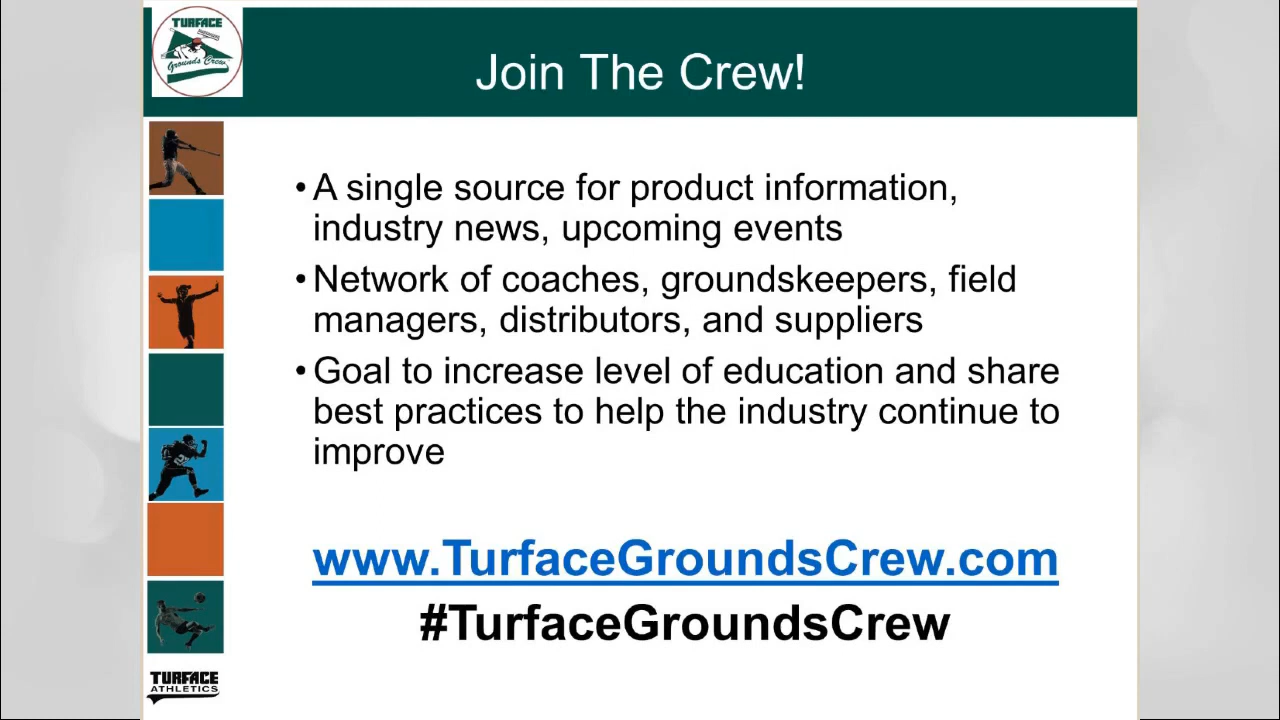 TURFACE
Grounds Crew
Join The Crew!
• A single source for product information,
industry news, upcoming events
• Network of coaches, groundskeepers, field
managers, distributors, and suppliers
• Goal to increase level of education and share
best practices to help the industry continue to
improve
www.TurfaceGroundsCrew.com
#TurfaceGroundsCrew
TURFACE
ATHLETICS